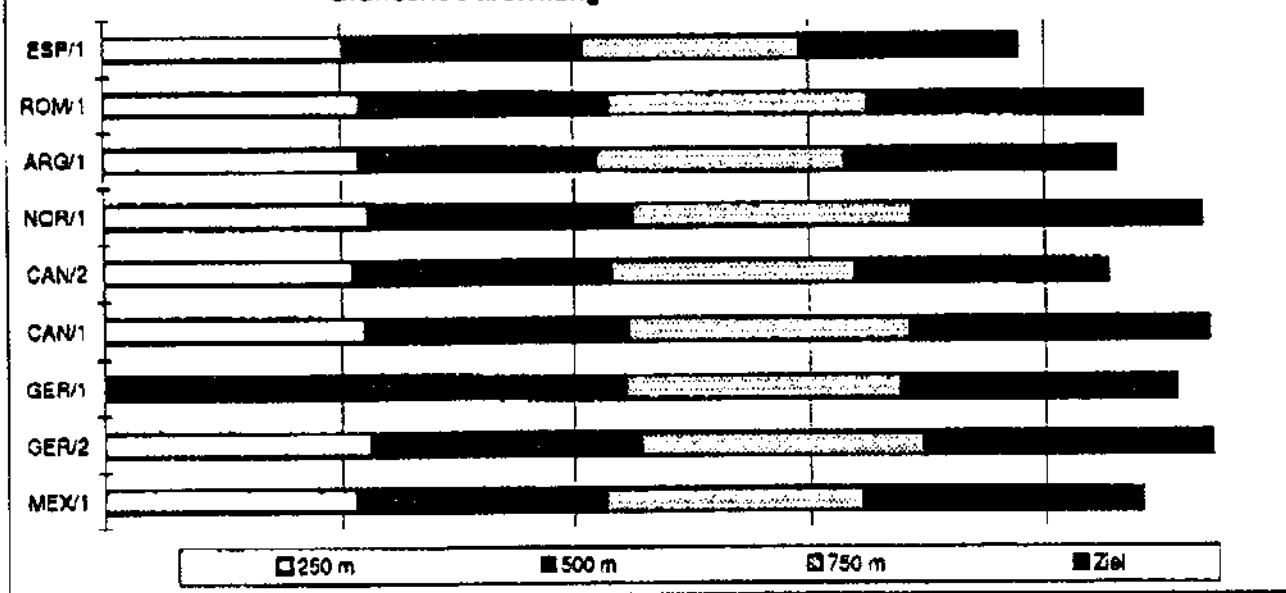 ESP/1
ROM/1
ARG/1
NOR/1
CAN/2
CAN/1
GER/1
GER/2
MEX/1
250 m 500 m 750 m Ziel